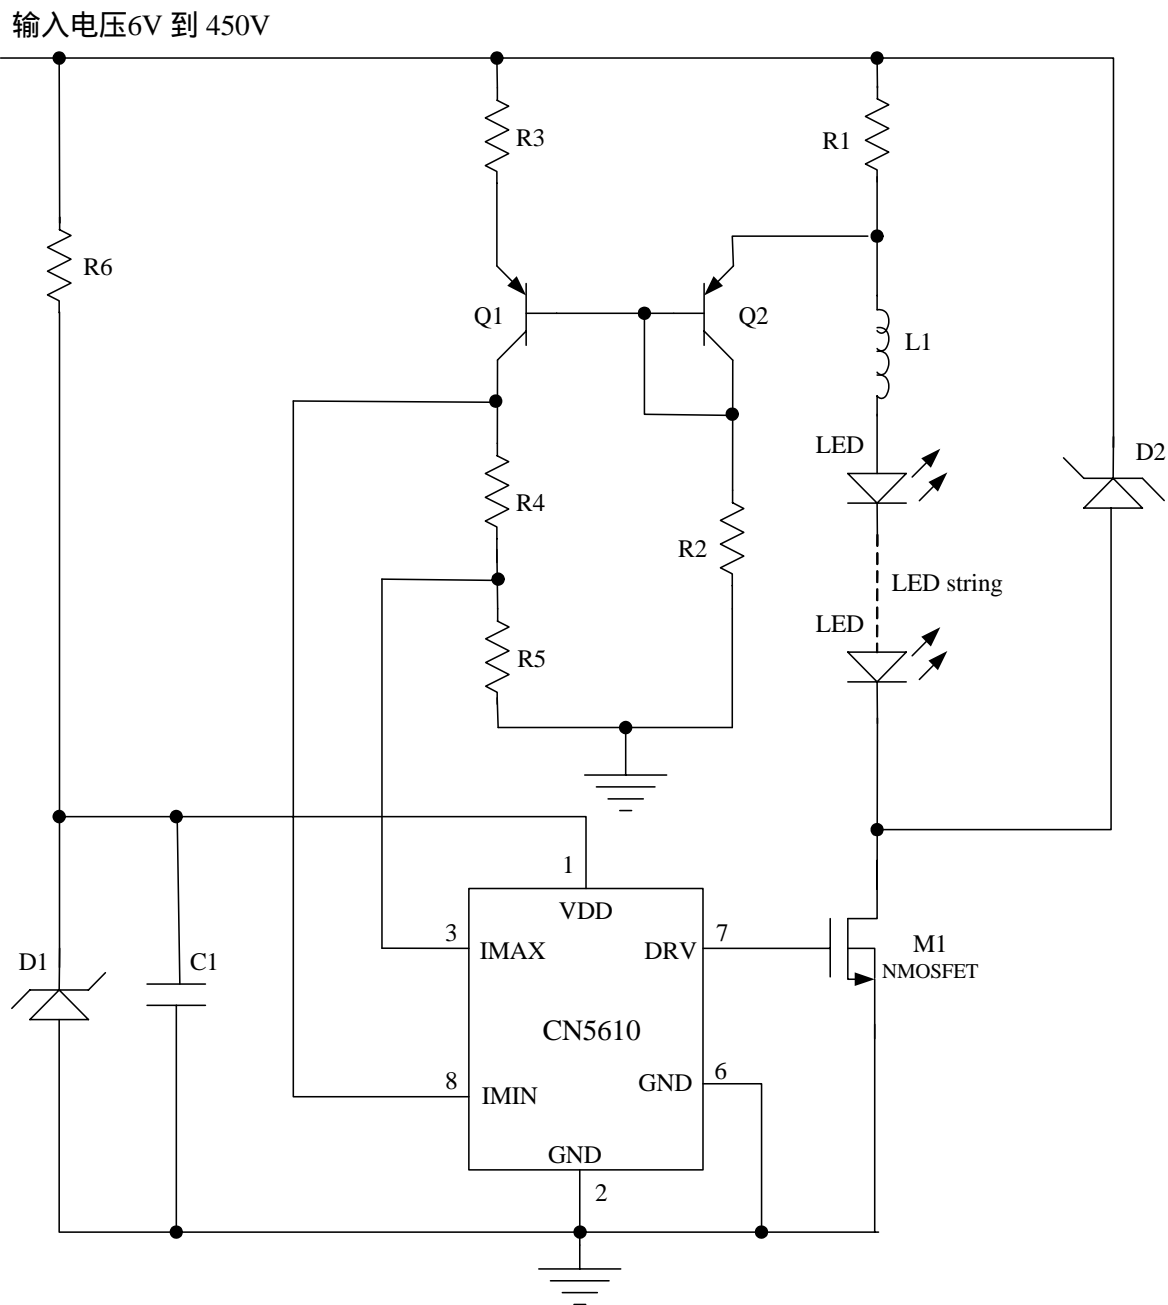 输入电压6V 到 450V
R3
R1
R6
Q1
Q2
L1
LED
D2
R4
R2
LED string
LED
R5
1
VDD
3
IMAX
DRV
7
M1
NMOSFET
D1
C1
CN5610
8
IMIN
GND
6
GND
2